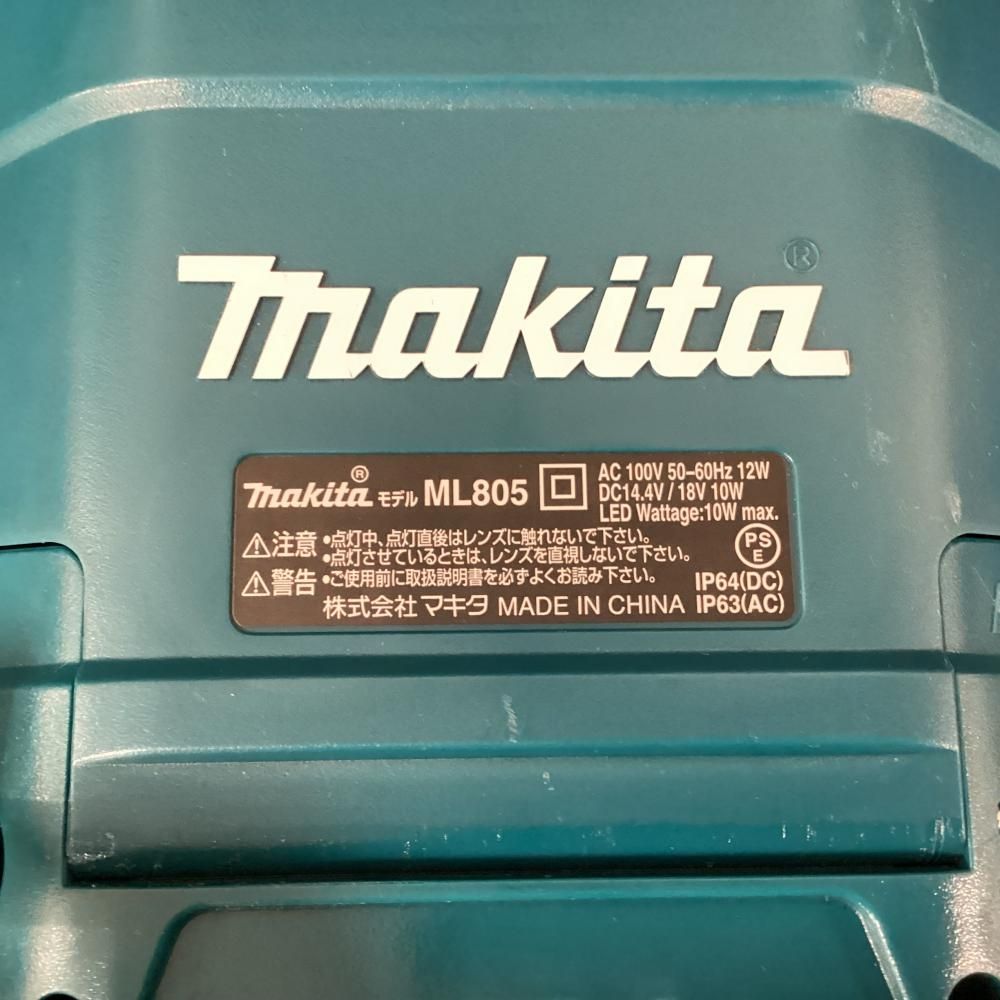 makita®
makita® モデル ML805
AC 100V 50-60Hz 12W
DC14.4V / 18V 10W
LED Wattage:10W max.
注意 •点灯中、点灯直後はレンズに触れないで下さい。
•点灯させているときは、レンズを直視しないで下さい。
警告 •ご使用前に取扱説明書を必ずよくお読み下さい。
PS
E
IP64(DC)
株式会社 マキタ MADE IN CHINA IP63(AC)